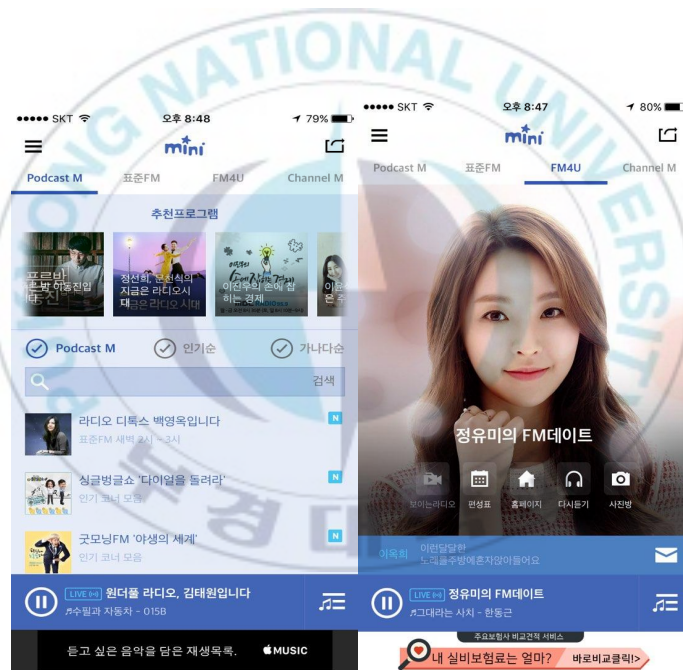 PUKYONG NATIONAL UNIVERSITY
SKT
오후 8:48
79%
mini
Podcast M
표준FM
FM4U
Channel M
추천프로그램
정선희, 문천식의
지금은 라디오시
대
이진우의 손에 잡
히는 경제
Podcast M
인기순
가나다순
검색
라디오 디톡스 백영옥입니다
표준FM 새벽 2시 ~ 3시
N
싱글벙글쇼 '다이얼을 돌려라'
인기 코너 모음
N
굿모닝FM '야생의 세계'
인기 코너 모음
N
LIVE 원더풀 라디오, 김태원입니다
수필과 자동차 - 015B
듣고 싶은 음악을 담은 재생목록.
MUSIC
SKT
오후 8:47
80%
mini
Podcast M
표준FM
FM4U
Channel M
정유미의 FM데이트
보이는라디오
편성표
홈페이지
다시듣기
사진방
이옥희
이런달달한
노래를주방에혼자앉아들어요
LIVE 정유미의 FM데이트
그대라는 사치 - 한동근
주요보험사 비교견적 서비스
내 실비보험료는 얼마?
바로비교클릭!>